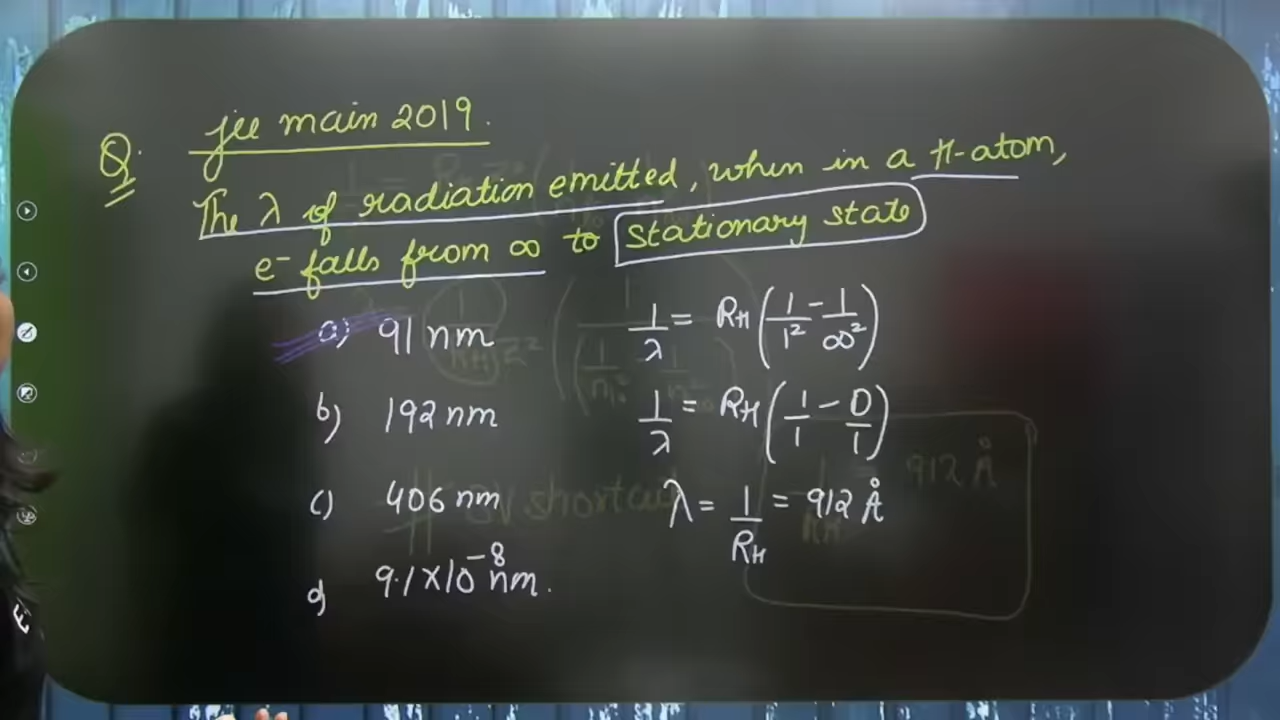 jee main 2019.
Q. The λ of radiation emitted, when in a H-atom,
e- falls from ∞ to stationary state
a) 91 nm
b) 192 nm
c) 406 nm
d) 9.1×10⁻⁸ nm.
1/λ = RH (1/1² - 1/∞²)
1/λ = RH (1/1 - 0/1)
λ = 1/RH = 912 Å